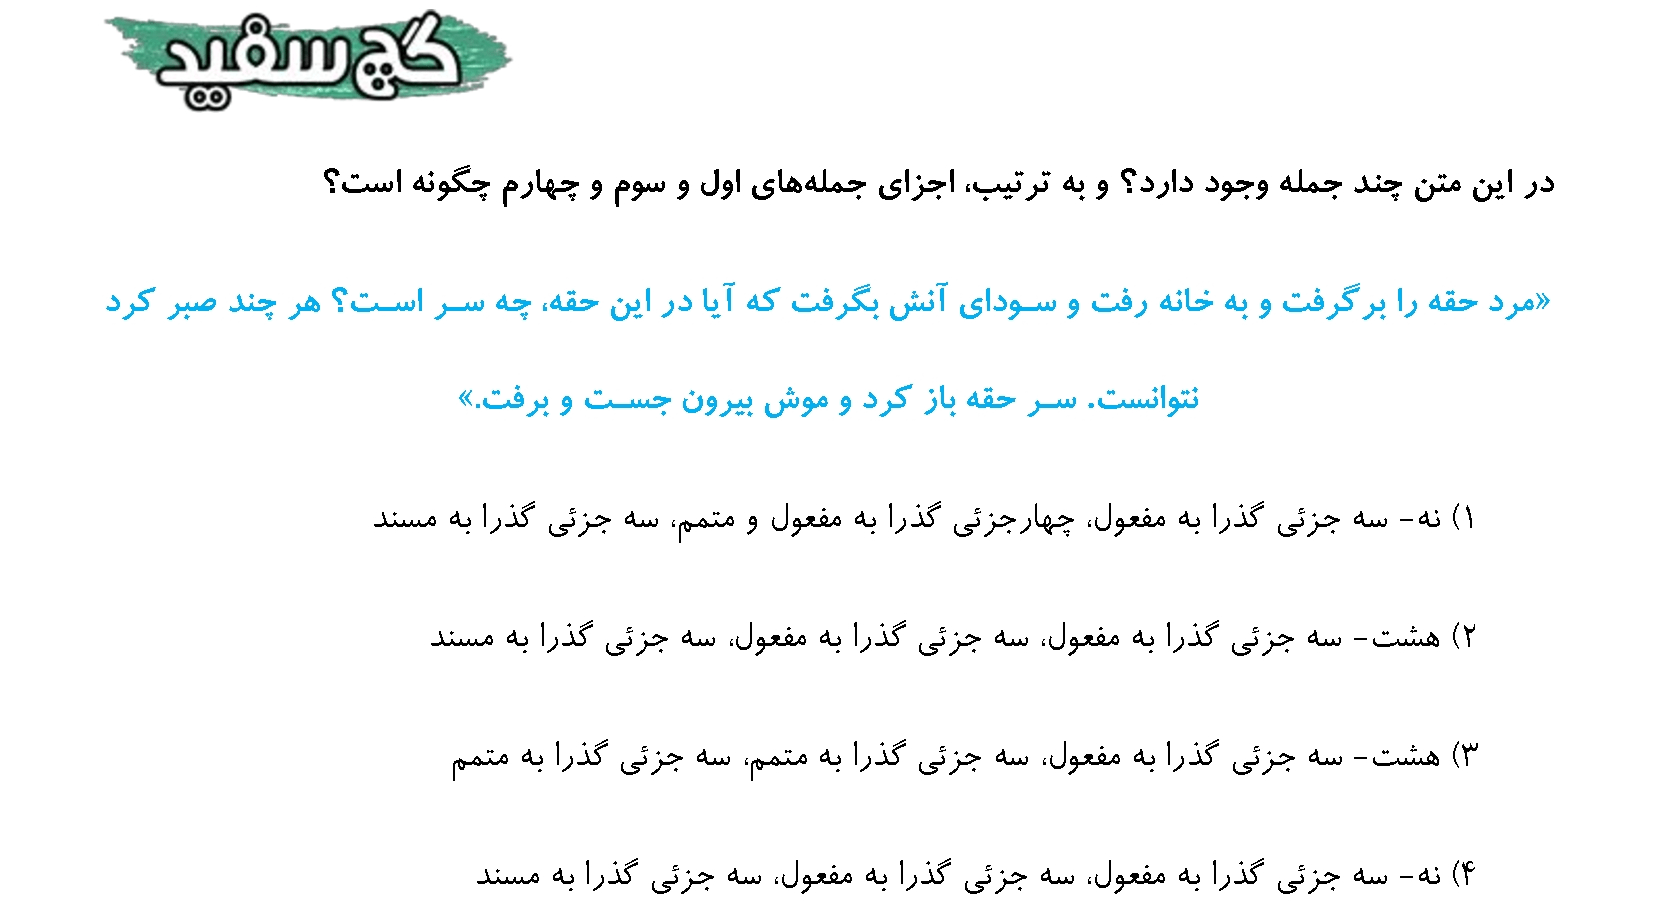 گچ سفید
در این متن چند جمله وجود دارد؟ و به ترتیب، اجزای جمله‌های اول و سوم و چهارم چگونه است؟
«مرد حقه را برگرفت و به خانه رفت و سودای آنش بگرفت که آیا در این حقه، چه سر است؟ هر چند صبر کرد
نتوانست. سر حقه باز کرد و موش بیرون جست و برفت.»
۱) نه- سه جزئی گذرا به مفعول، چهارجزئی گذرا به مفعول و متمم، سه جزئی گذرا به مسند
۲) هشت- سه جزئی گذرا به مفعول، سه جزئی گذرا به مفعول، سه جزئی گذرا به مسند
۳) هشت- سه جزئی گذرا به مفعول، سه جزئی گذرا به متمم، سه جزئی گذرا به متمم
۴) نه- سه جزئی گذرا به مفعول، سه جزئی گذرا به مفعول، سه جزئی گذرا به مسند